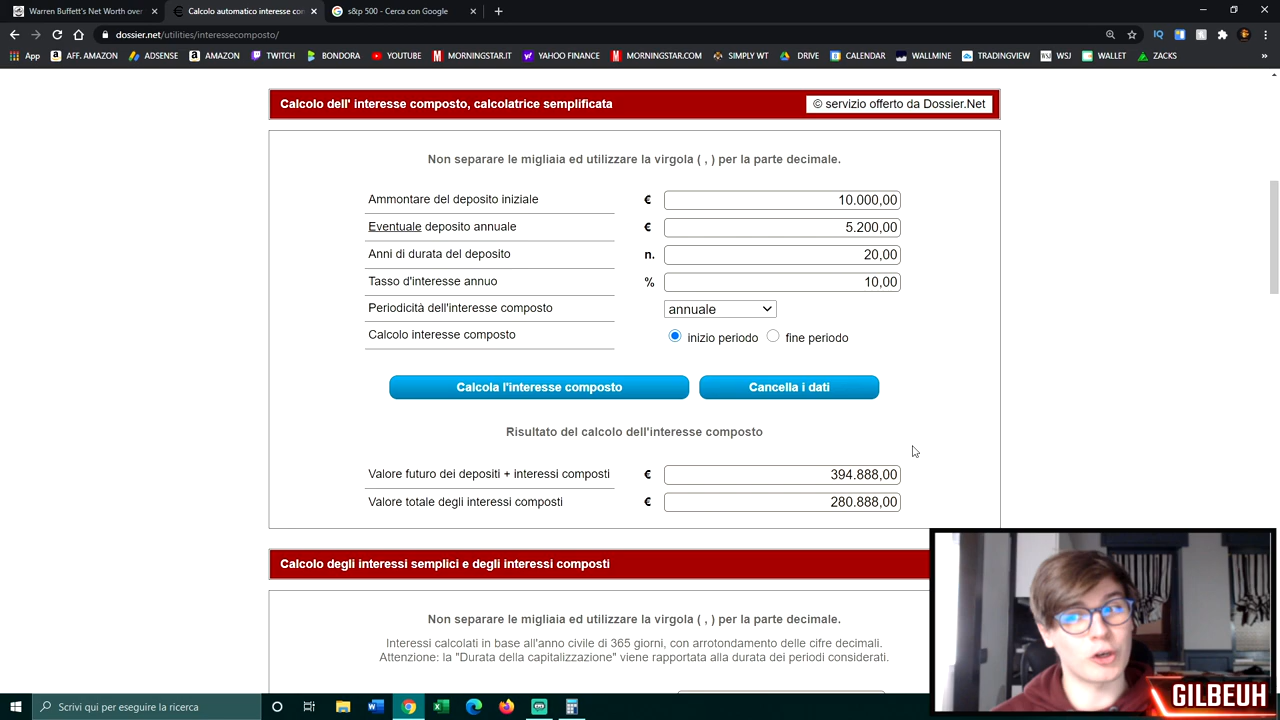 Warren Buffett's Net Worth over
Calcolo automatico interesse con
s&p 500 - Cerca con Google
dossier.net/utilities/interessecomposto/
App AFF. AMAZON ADSENSE AMAZON TWITCH BONDORA YOUTUBE MORNINGSTAR.IT YAHOO FINANCE MORNINGSTAR.COM SIMPLY WT DRIVE CALENDAR WALLMINE TRADINGVIEW WSJ WALLET ZACKS
Calcolo dell' interesse composto, calcolatrice semplificata
© servizio offerto da Dossier.Net
Non separare le migliaia ed utilizzare la virgola ( , ) per la parte decimale.
Ammontare del deposito iniziale € 10.000,00
Eventuale deposito annuale € 5.200,00
Anni di durata del deposito n. 20,00
Tasso d'interesse annuo % 10,00
Periodicità dell'interesse composto annuale
Calcolo interesse composto inizio periodo fine periodo
Calcola l'interesse composto Cancella i dati
Risultato del calcolo dell'interesse composto
Valore futuro dei depositi + interessi composti € 394.888,00
Valore totale degli interessi composti € 280.888,00
Calcolo degli interessi semplici e degli interessi composti
Non separare le migliaia ed utilizzare la virgola ( , ) per la parte decimale.
Interessi calcolati in base all'anno civile di 365 giorni, con arrotondamento delle cifre decimali.
Attenzione: la "Durata della capitalizzazione" viene rapportata alla durata dei periodi considerati.
GILBEUH
Scrivi qui per eseguire la ricerca